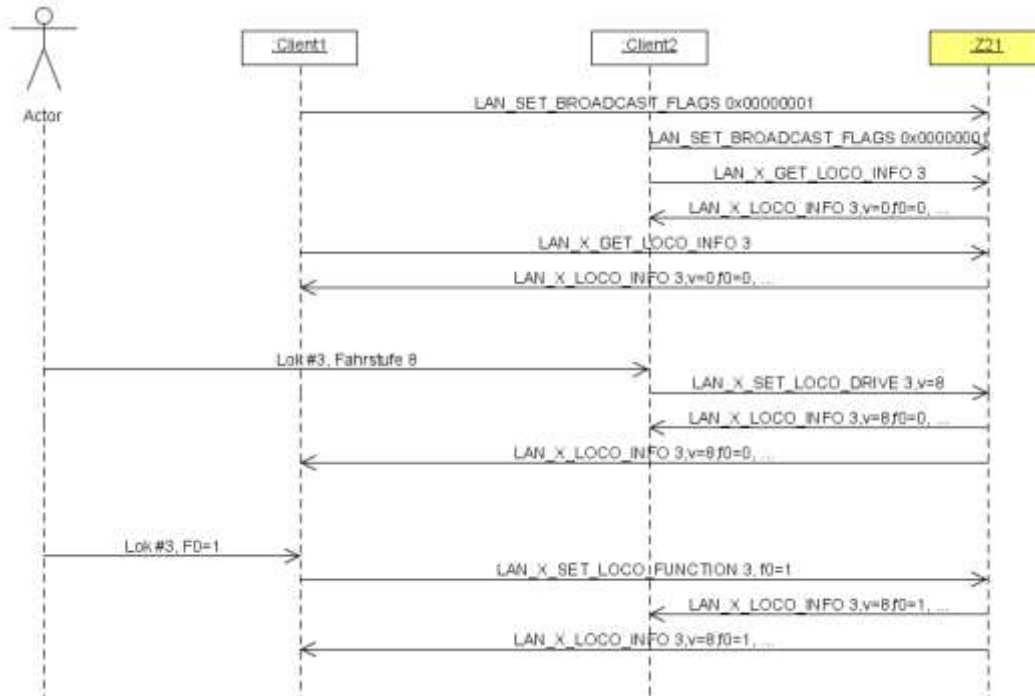 :Client1
:Client2
:Z21
Actor
LAN_SET_BROADCAST_FLAGS 0x00000001
LAN_SET_BROADCAST_FLAGS 0x00000001
LAN_X_GET_LOCO_INFO 3
LAN_X_LOCO_INFO 3,v=0,f0=0, ...
LAN_X_GET_LOCO_INFO 3
LAN_X_LOCO_INFO 3,v=0,f0=0, ...
Lok #3, Fahrstufe 8
LAN_X_SET_LOCO_DRIVE 3,v=8
LAN_X_LOCO_INFO 3,v=8,f0=0, ...
LAN_X_LOCO_INFO 3,v=8,f0=0, ...
Lok #3, F0=1
LAN_X_SET_LOCO_FUNCTION 3, f0=1
LAN_X_LOCO_INFO 3,v=8,f0=1, ...
LAN_X_LOCO_INFO 3,v=8,f0=1, ...